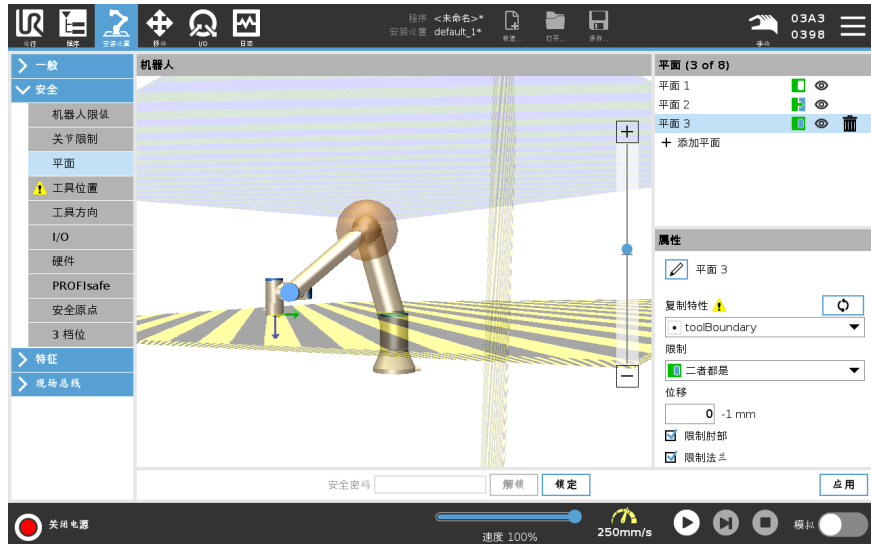 UR
运行
程序
安装设置
移动
I/O
日志
程序 <未命名>*
安装设置 default_1*
新建...
打开...
保存...
手动
03A3
0398
一般
安全
机器人限值
关节限制
平面
工具位置
工具方向
I/O
硬件
PROFIsafe
安全原点
3 档位
特征
现场总线
机器人
平面 (3 of 8)
平面 1
平面 2
平面 3
添加平面
属性
平面 3
复制特性
toolBoundary
限制
二者都是
位移
0 -1 mm
限制肘部
限制法兰
安全密码
解锁
锁定
应用
关闭电源
速度 100%
250mm/s
模拟